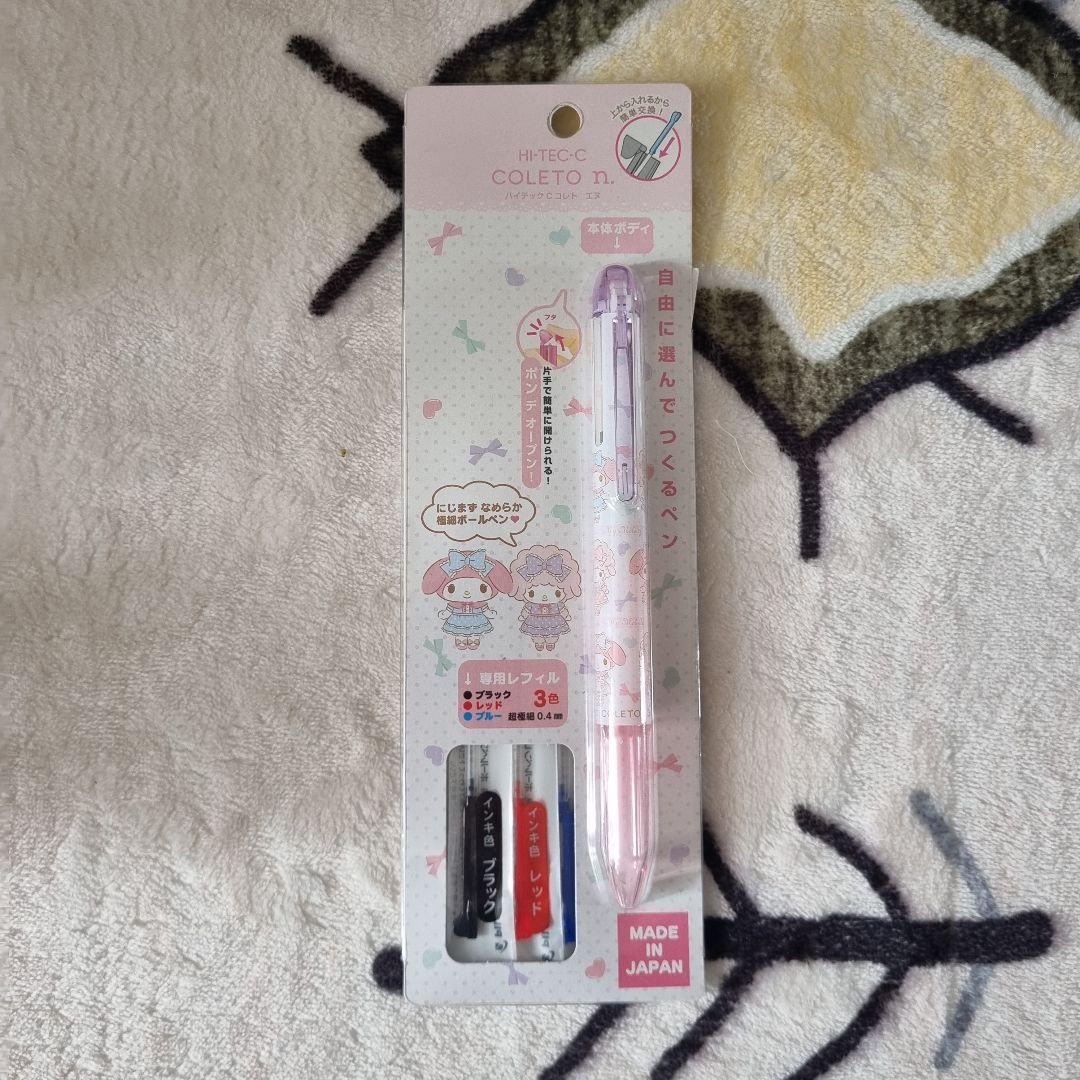 上から入れるから
簡単交換!
HI-TEC-C
COLETO n.
ハイテックCコレト エヌ
本体ボディ
↓
自由に選んで つくるペン
フタ
片手で簡単に開けられる!
ポンデオープン!
にじまず なめらか
極細ボールペン♥
↓ 専用レフィル
●ブラック
●レッド
●ブルー
3色
超極細 0.4㎜
COLETO
インキ色 ブラック
インキ色 レッド
MADE
IN
JAPAN